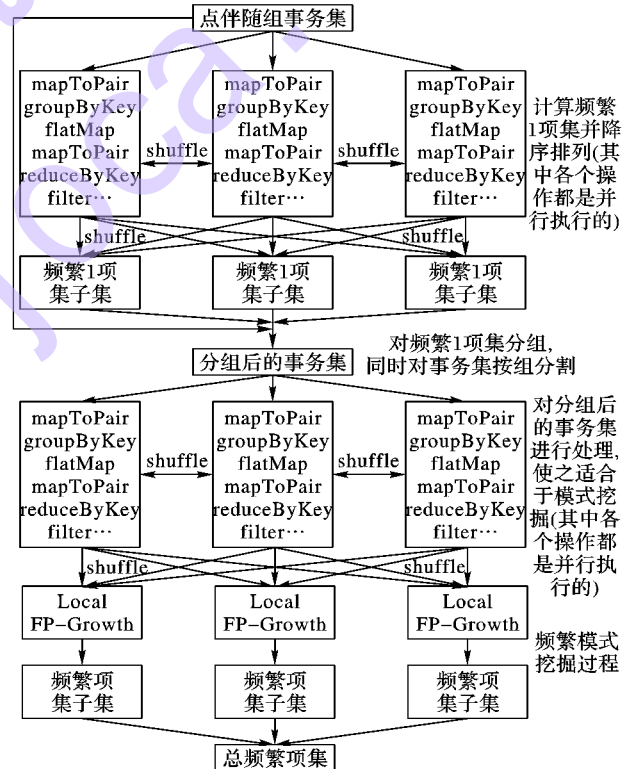 点伴随组事务集
mapToPair
groupByKey
flatMap
mapToPair
reduceByKey
filter…
mapToPair
groupByKey
flatMap
mapToPair
reduceByKey
filter…
mapToPair
groupByKey
flatMap
mapToPair
reduceByKey
filter…
shuffle
shuffle
计算频繁
1项集并降
序排列(其
中各个操
作都是并
行执行的)
shuffle
shuffle
频繁1项
集子集
频繁1项
集子集
频繁1项
集子集
分组后的事务集
对频繁1项集分组,
同时对事务集按组分割
mapToPair
groupByKey
flatMap
mapToPair
reduceByKey
filter…
mapToPair
groupByKey
flatMap
mapToPair
reduceByKey
filter…
mapToPair
groupByKey
flatMap
mapToPair
reduceByKey
filter…
shuffle
shuffle
对分组后
的事务集
进行处理,
使之适合
于模式挖
掘(其中各
个操作都
是并行执
行的)
shuffle
shuffle
Local
FP-Growth
Local
FP-Growth
Local
FP-Growth
频繁模式
挖掘过程
频繁项
集子集
频繁项
集子集
频繁项
集子集
总频繁项集
joca.